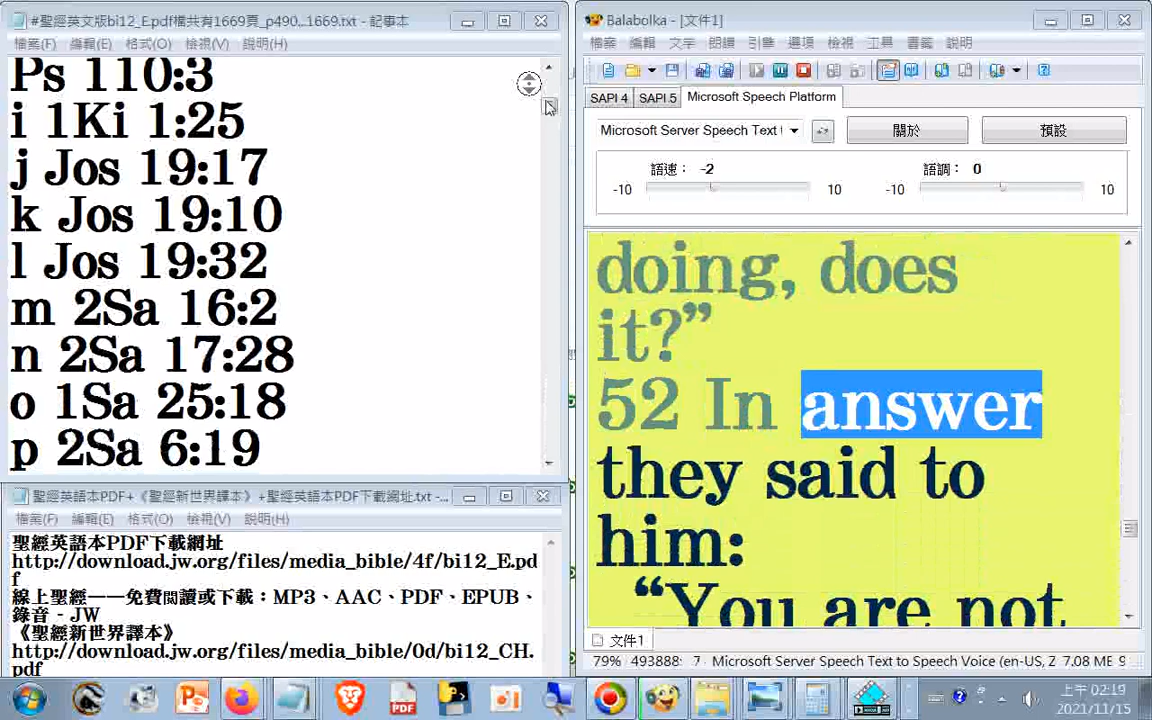 #聖經英文版bi12_E.pdf檔共有1669頁_p490,..1669.txt - 記事本
檔案(F) 編輯(E) 格式(O) 檢視(V) 說明(H)
Ps 110:3
i 1Ki 1:25
j Jos 19:17
k Jos 19:10
l Jos 19:32
m 2Sa 16:2
n 2Sa 17:28
o 1Sa 25:18
p 2Sa 6:19
聖經英語本PDF+《聖經新世界譯本》+聖經英語本PDF下載網址.txt -...
檔案(F) 編輯(E) 格式(O) 檢視(V) 說明(H)
聖經英語本PDF下載網址
http://download.jw.org/files/media_bible/4f/bi12_E.pd
f
線上聖經——免費閱讀或下載：MP3、AAC、PDF、EPUB、
錄音 - JW
《聖經新世界譯本》
http://download.jw.org/files/media_bible/0d/bi12_CH.
pdf
Balabolka - [文件1]
檔案 編輯 文字 朗讀 引擎 選項 檢視 工具 書籤 說明
SAPI 4 SAPI 5 Microsoft Speech Platform
Microsoft Server Speech Text 關於 預設
語速： -2 語調： 0
-10 10 -10 10
doing, does
it?”
52 In answer
they said to
him:
“You are not
文件1
79% 493888: 7 Microsoft Server Speech Text to Speech Voice (en-US, Z 7.08 ME 9
上午 02:19
2021/11/15